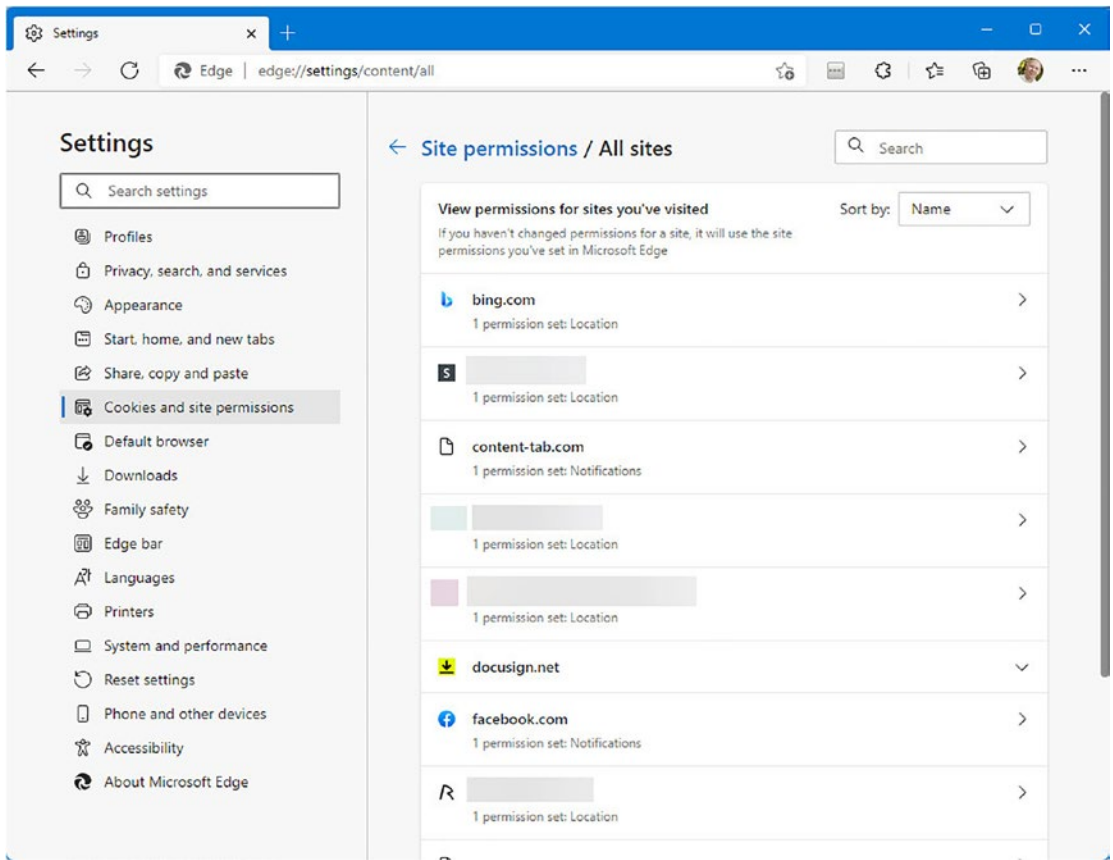 Settings
Edge | edge://settings/content/all
Settings
Search settings
Profiles
Privacy, search, and services
Appearance
Start, home, and new tabs
Share, copy and paste
Cookies and site permissions
Default browser
Downloads
Family safety
Edge bar
Languages
Printers
System and performance
Reset settings
Phone and other devices
Accessibility
About Microsoft Edge
Site permissions / All sites
Search
View permissions for sites you've visited
Sort by: Name
If you haven't changed permissions for a site, it will use the site
permissions you've set in Microsoft Edge
bing.com
1 permission set: Location
S
1 permission set: Location
content-tab.com
1 permission set: Notifications
1 permission set: Location
1 permission set: Location
docusign.net
facebook.com
1 permission set: Notifications
1 permission set: Location